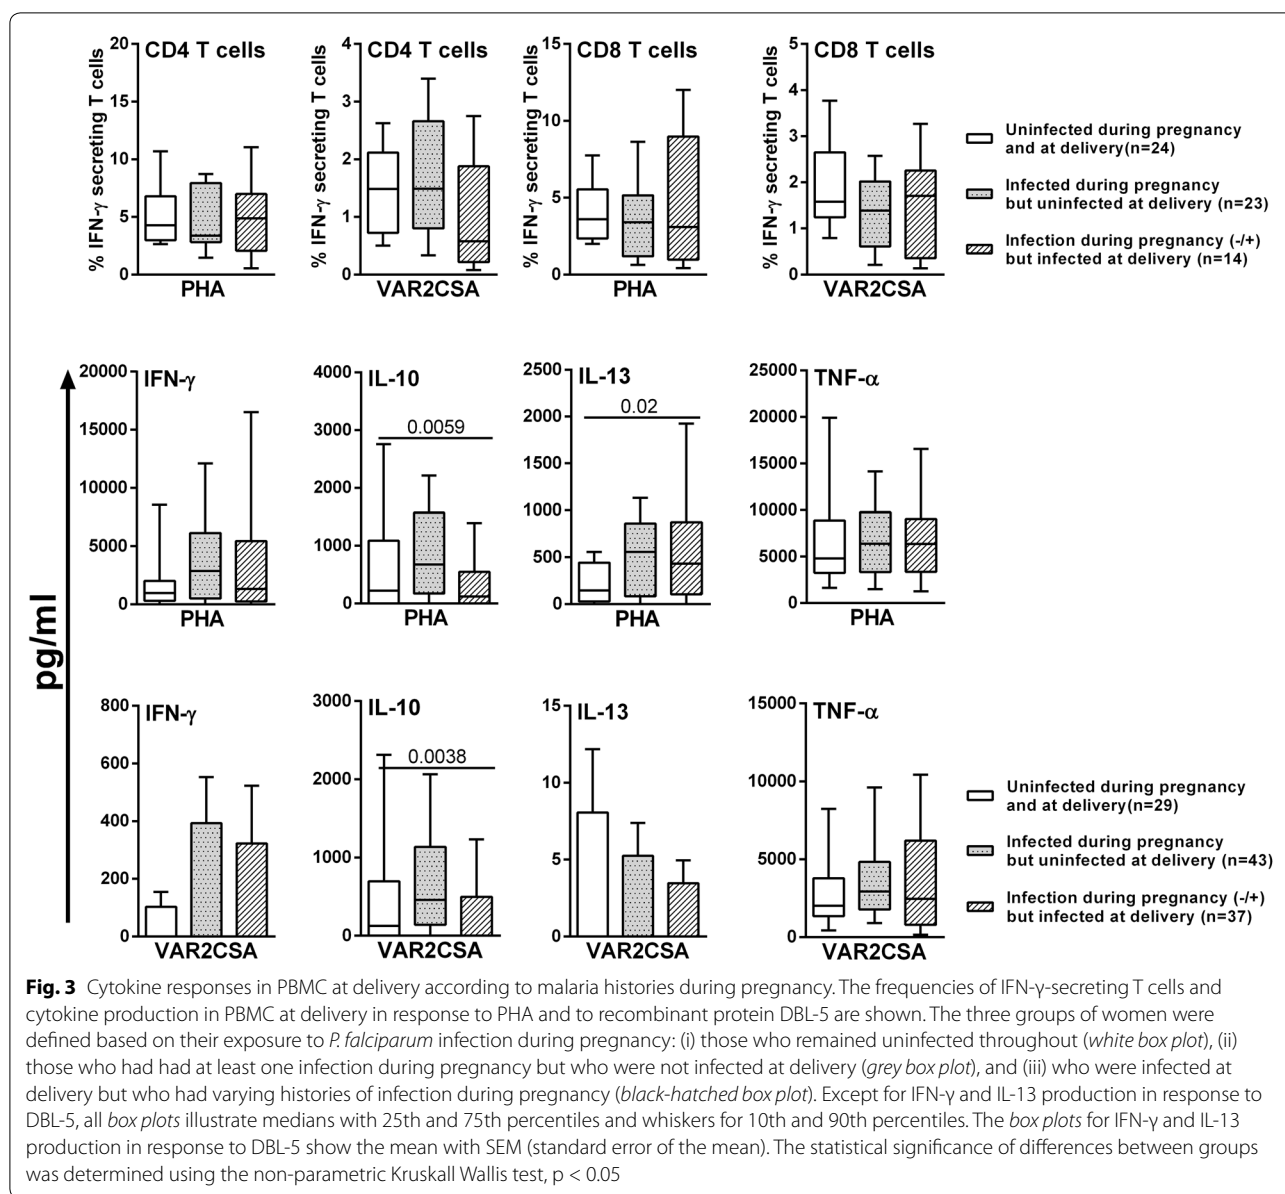 CD4 T cells
% IFN-γ secreting T cells
20
15
10
5
0
PHA
CD4 T cells
% IFN-γ secreting T cells
4
3
2
1
0
VAR2CSA
CD8 T cells
% IFN-γ secreting T cells
15
10
5
0
PHA
CD8 T cells
% IFN-γ secreting T cells
5
4
3
2
1
0
VAR2CSA
Uninfected during pregnancy
and at delivery(n=24)
Infected during pregnancy
but uninfected at delivery (n=23)
Infection during pregnancy (-/+)
but infected at delivery (n=14)
pg/ml
IFN-γ
20000
15000
10000
5000
0
PHA
IL-10
4000
3000
2000
1000
0
0.0059
PHA
IL-13
2500
2000
1500
1000
500
0
0.02
PHA
TNF-α
25000
20000
15000
10000
5000
0
PHA
IFN-γ
800
600
400
200
0
VAR2CSA
IL-10
3000
2000
1000
0
0.0038
VAR2CSA
IL-13
15
10
5
0
VAR2CSA
TNF-α
15000
10000
5000
0
VAR2CSA
Uninfected during pregnancy
and at delivery(n=29)
Infected during pregnancy
but uninfected at delivery (n=43)
Infection during pregnancy (-/+)
but infected at delivery (n=37)
Fig. 3 Cytokine responses in PBMC at delivery according to malaria histories during pregnancy. The frequencies of IFN-γ-secreting T cells and
cytokine production in PBMC at delivery in response to PHA and to recombinant protein DBL-5 are shown. The three groups of women were
defined based on their exposure to P. falciparum infection during pregnancy: (i) those who remained uninfected throughout (white box plot), (ii)
those who had had at least one infection during pregnancy but who were not infected at delivery (grey box plot), and (iii) who were infected at
delivery but who had varying histories of infection during pregnancy (black-hatched box plot). Except for IFN-γ and IL-13 production in response to
DBL-5, all box plots illustrate medians with 25th and 75th percentiles and whiskers for 10th and 90th percentiles. The box plots for IFN-γ and IL-13
production in response to DBL-5 show the mean with SEM (standard error of the mean). The statistical significance of differences between groups
was determined using the non-parametric Kruskall Wallis test, p < 0.05